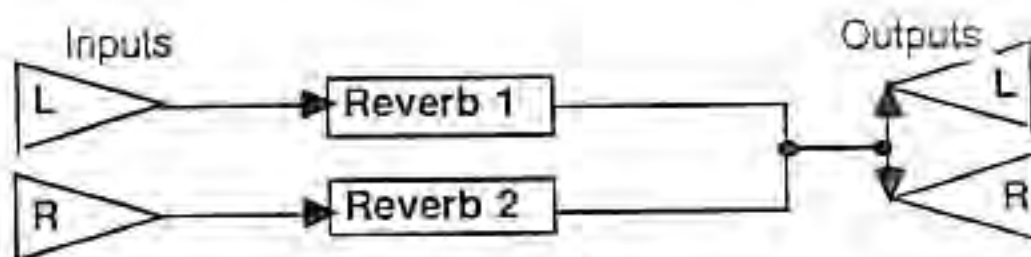 Inputs
Outputs
L
Reverb 1
L
R
Reverb 2
R